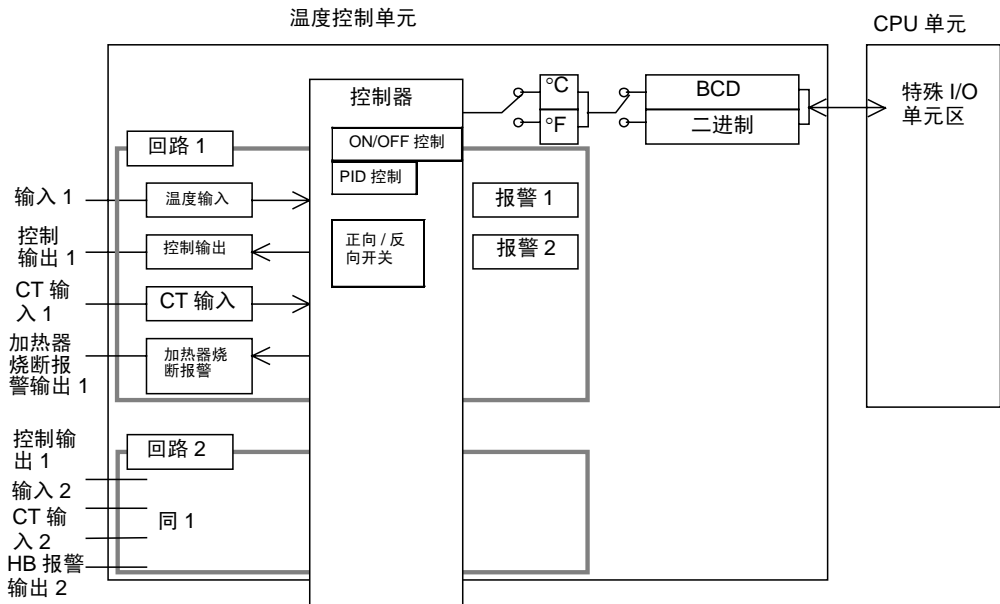 温度控制单元
CPU 单元
控制器
°C
°F
BCD
二进制
特殊 I/O
单元区
ON/OFF 控制
PID 控制
正向 / 反
向开关
回路 1
输入 1
温度输入
控制
输出 1
控制输出
CT 输
入 1
CT 输入
加热器
烧断报
警输出 1
加热器烧
断报警
报警 1
报警 2
回路 2
控制输
出 1
输入 2
CT 输
入 2
HB 报警
输出 2
同 1